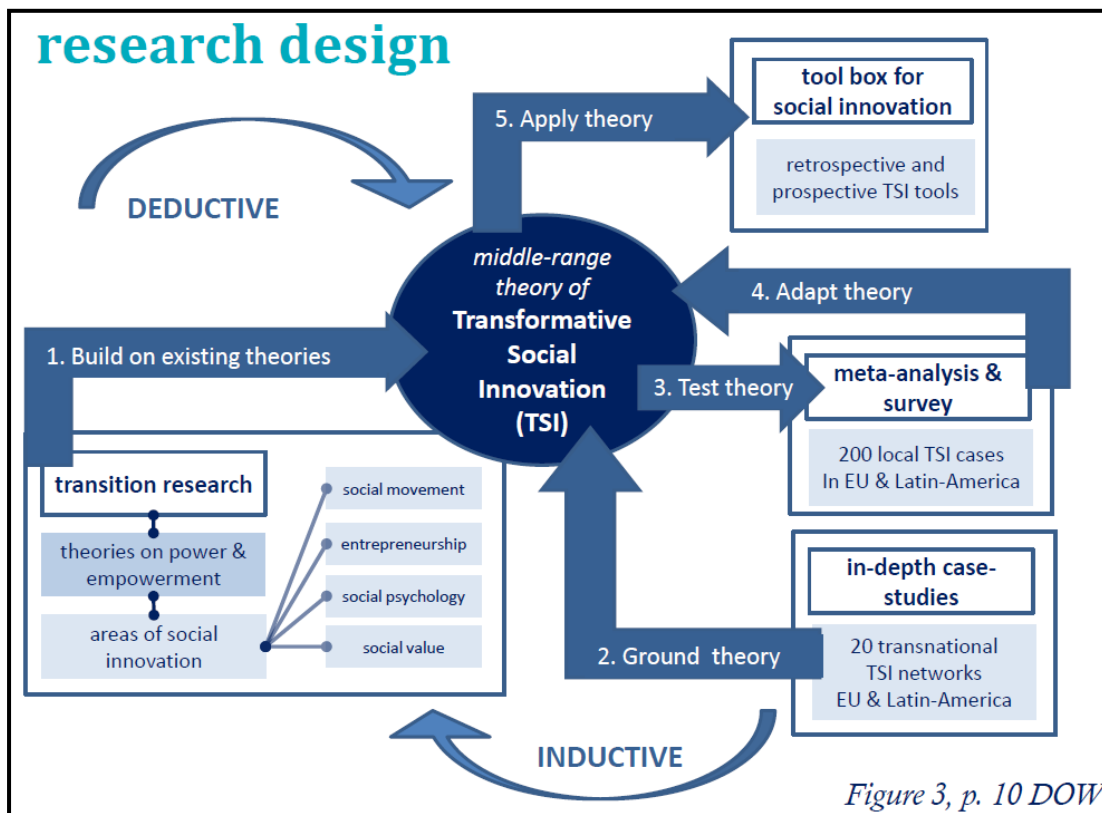 research design
tool box for
social innovation
5. Apply theory
retrospective and
prospective TSI tools
DEDUCTIVE
middle-range
theory of
Transformative
Social
Innovation
(TSI)
4. Adapt theory
1. Build on existing theories
3. Test theory
meta-analysis &
survey
200 local TSI cases
In EU & Latin-America
transition research
theories on power &
empowerment
areas of social
innovation
social movement
entrepreneurship
social psychology
social value
in-depth case-
studies
2. Ground theory
20 transnational
TSI networks
EU & Latin-America
INDUCTIVE
Figure 3, p. 10 DOW